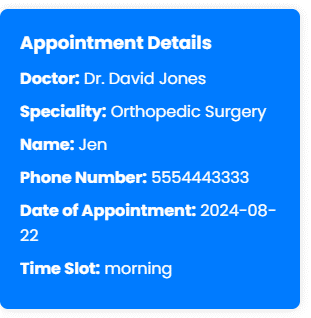 Appointment Details
Doctor: Dr. David Jones
Speciality: Orthopedic Surgery
Name: Jen
Phone Number: 5554443333
Date of Appointment: 2024-08-
22
Time Slot: morning